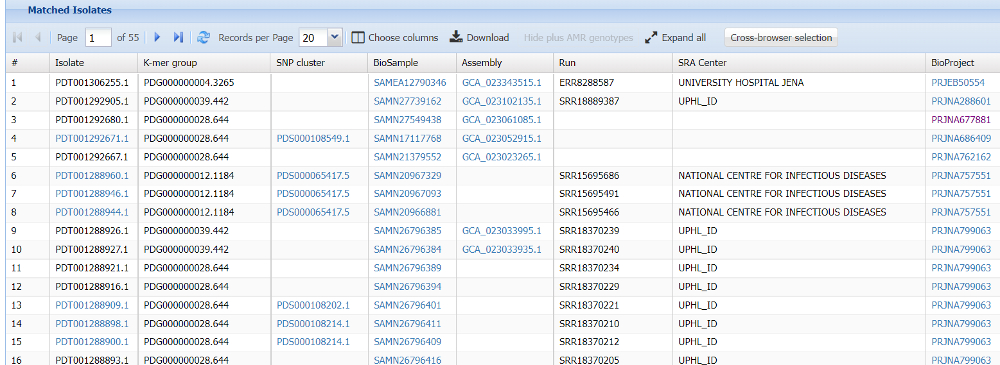 Matched Isolates
Page 1 of 55 Records per Page 20 Choose columns Download Hide plus AMR genotypes Expand all Cross-browser selection
# Isolate K-mer group SNP cluster BioSample Assembly Run SRA Center BioProject
1 PDT001306255.1 PDG000000004.3265 SAMEA12790346 GCA_023343515.1 ERR8288587 UNIVERSITY HOSPITAL JENA PRJEB50554
2 PDT001292905.1 PDG000000039.442 SAMN27739162 GCA_023102135.1 SRR18889387 UPHL_ID PRJNA288601
3 PDT001292680.1 PDG000000028.644 SAMN27549438 GCA_023061085.1 PRJNA677881
4 PDT001292671.1 PDG000000028.644 PDS000108549.1 SAMN17117768 GCA_023052915.1 PRJNA686409
5 PDT001292667.1 PDG000000028.644 SAMN21379552 GCA_023023265.1 PRJNA762162
6 PDT001288960.1 PDG000000012.1184 PDS000065417.5 SAMN20967329 SRR15695686 NATIONAL CENTRE FOR INFECTIOUS DISEASES PRJNA757551
7 PDT001288946.1 PDG000000012.1184 PDS000065417.5 SAMN20967093 SRR15695491 NATIONAL CENTRE FOR INFECTIOUS DISEASES PRJNA757551
8 PDT001288944.1 PDG000000012.1184 PDS000065417.5 SAMN20966881 SRR15695466 NATIONAL CENTRE FOR INFECTIOUS DISEASES PRJNA757551
9 PDT001288926.1 PDG000000039.442 SAMN26796385 GCA_023033995.1 SRR18370239 UPHL_ID PRJNA799063
10 PDT001288927.1 PDG000000039.442 SAMN26796384 GCA_023033935.1 SRR18370240 UPHL_ID PRJNA799063
11 PDT001288921.1 PDG000000028.644 SAMN26796389 SRR18370234 UPHL_ID PRJNA799063
12 PDT001288916.1 PDG000000028.644 SAMN26796394 SRR18370229 UPHL_ID PRJNA799063
13 PDT001288909.1 PDG000000028.644 PDS000108202.1 SAMN26796401 SRR18370221 UPHL_ID PRJNA799063
14 PDT001288898.1 PDG000000028.644 PDS000108214.1 SAMN26796411 SRR18370210 UPHL_ID PRJNA799063
15 PDT001288900.1 PDG000000028.644 PDS000108214.1 SAMN26796409 SRR18370212 UPHL_ID PRJNA799063
16 PDT001288893.1 PDG000000028.644 SAMN26796416 SRR18370205 UPHL_ID PRJNA799063